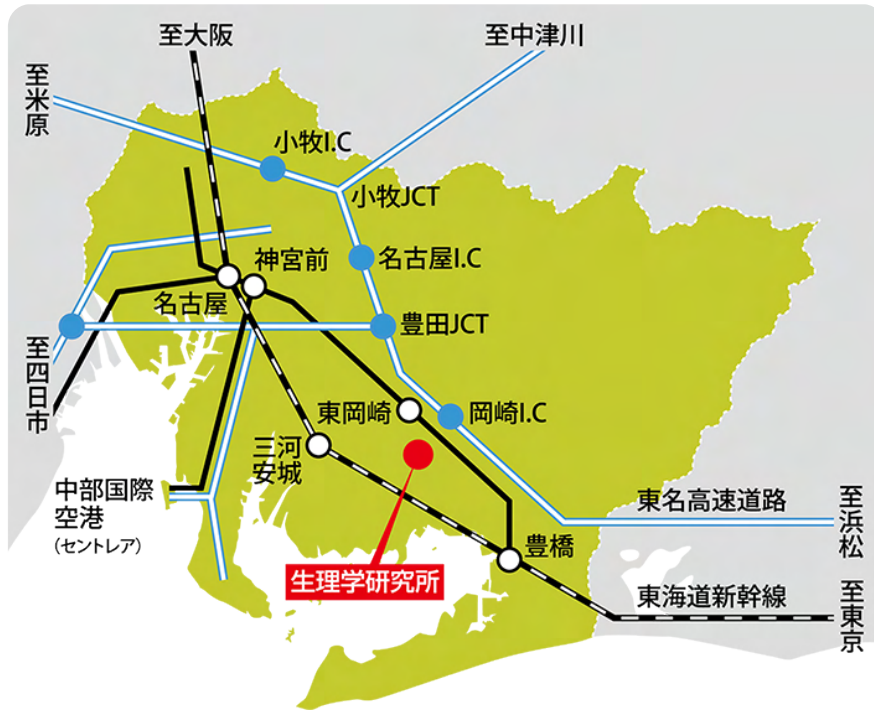 至大阪
至中津川
至米原
小牧I.C
小牧JCT
神宮前
名古屋I.C
名古屋
豊田JCT
至四日市
東岡崎
岡崎I.C
三河
安城
中部国際
空港
(セントレア)
東名高速道路
至浜松
豊橋
生理学研究所
東海道新幹線
至東京